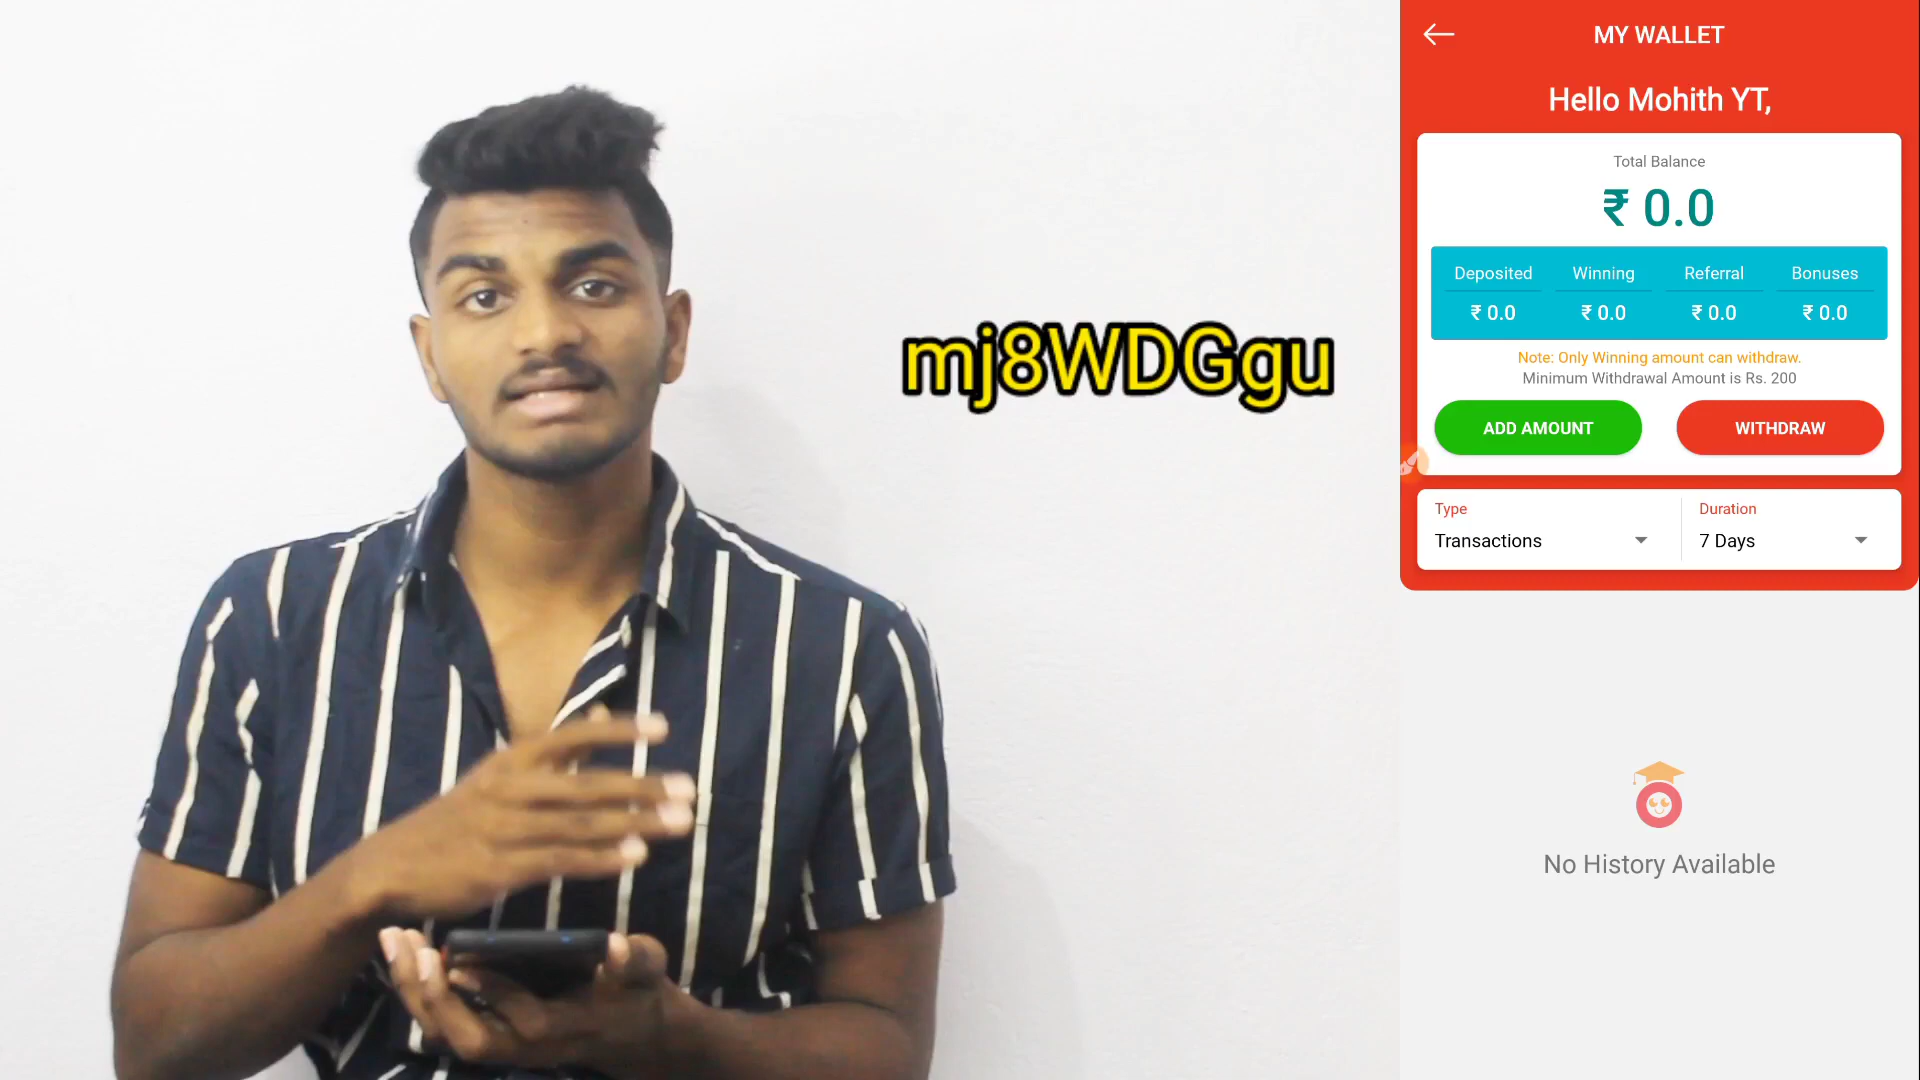 mj8WDGgu
MY WALLET
Hello Mohith YT,
Total Balance
₹ 0.0
Deposited Winning Referral Bonuses
₹ 0.0 ₹ 0.0 ₹ 0.0 ₹ 0.0
Note: Only Winning amount can withdraw.
Minimum Withdrawal Amount is Rs. 200
ADD AMOUNT WITHDRAW
Type Duration
Transactions 7 Days
No History Available